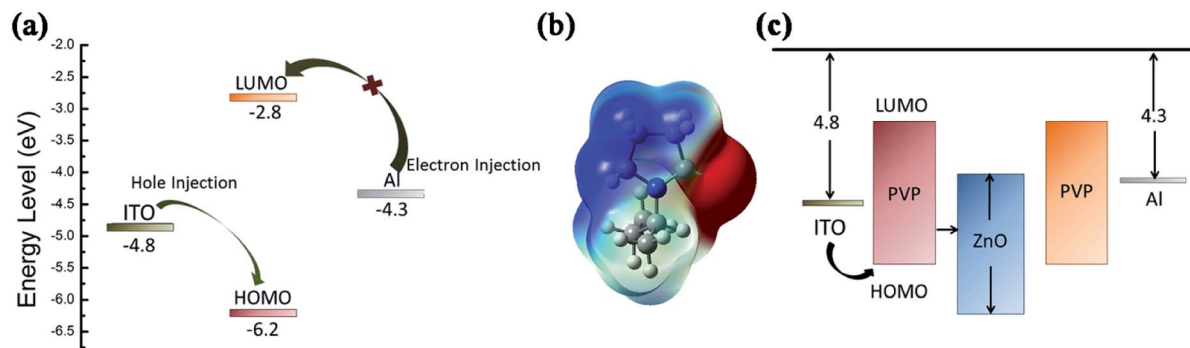 (a)
Energy Level (eV)
-2.0
-2.5
-3.0
-3.5
-4.0
-4.5
-5.0
-5.5
-6.0
-6.5
LUMO
-2.8
Electron Injection
Al
-4.3
Hole Injection
ITO
-4.8
HOMO
-6.2
(b)
(c)
4.8
LUMO
4.3
PVP
PVP
Al
ITO
ZnO
HOMO